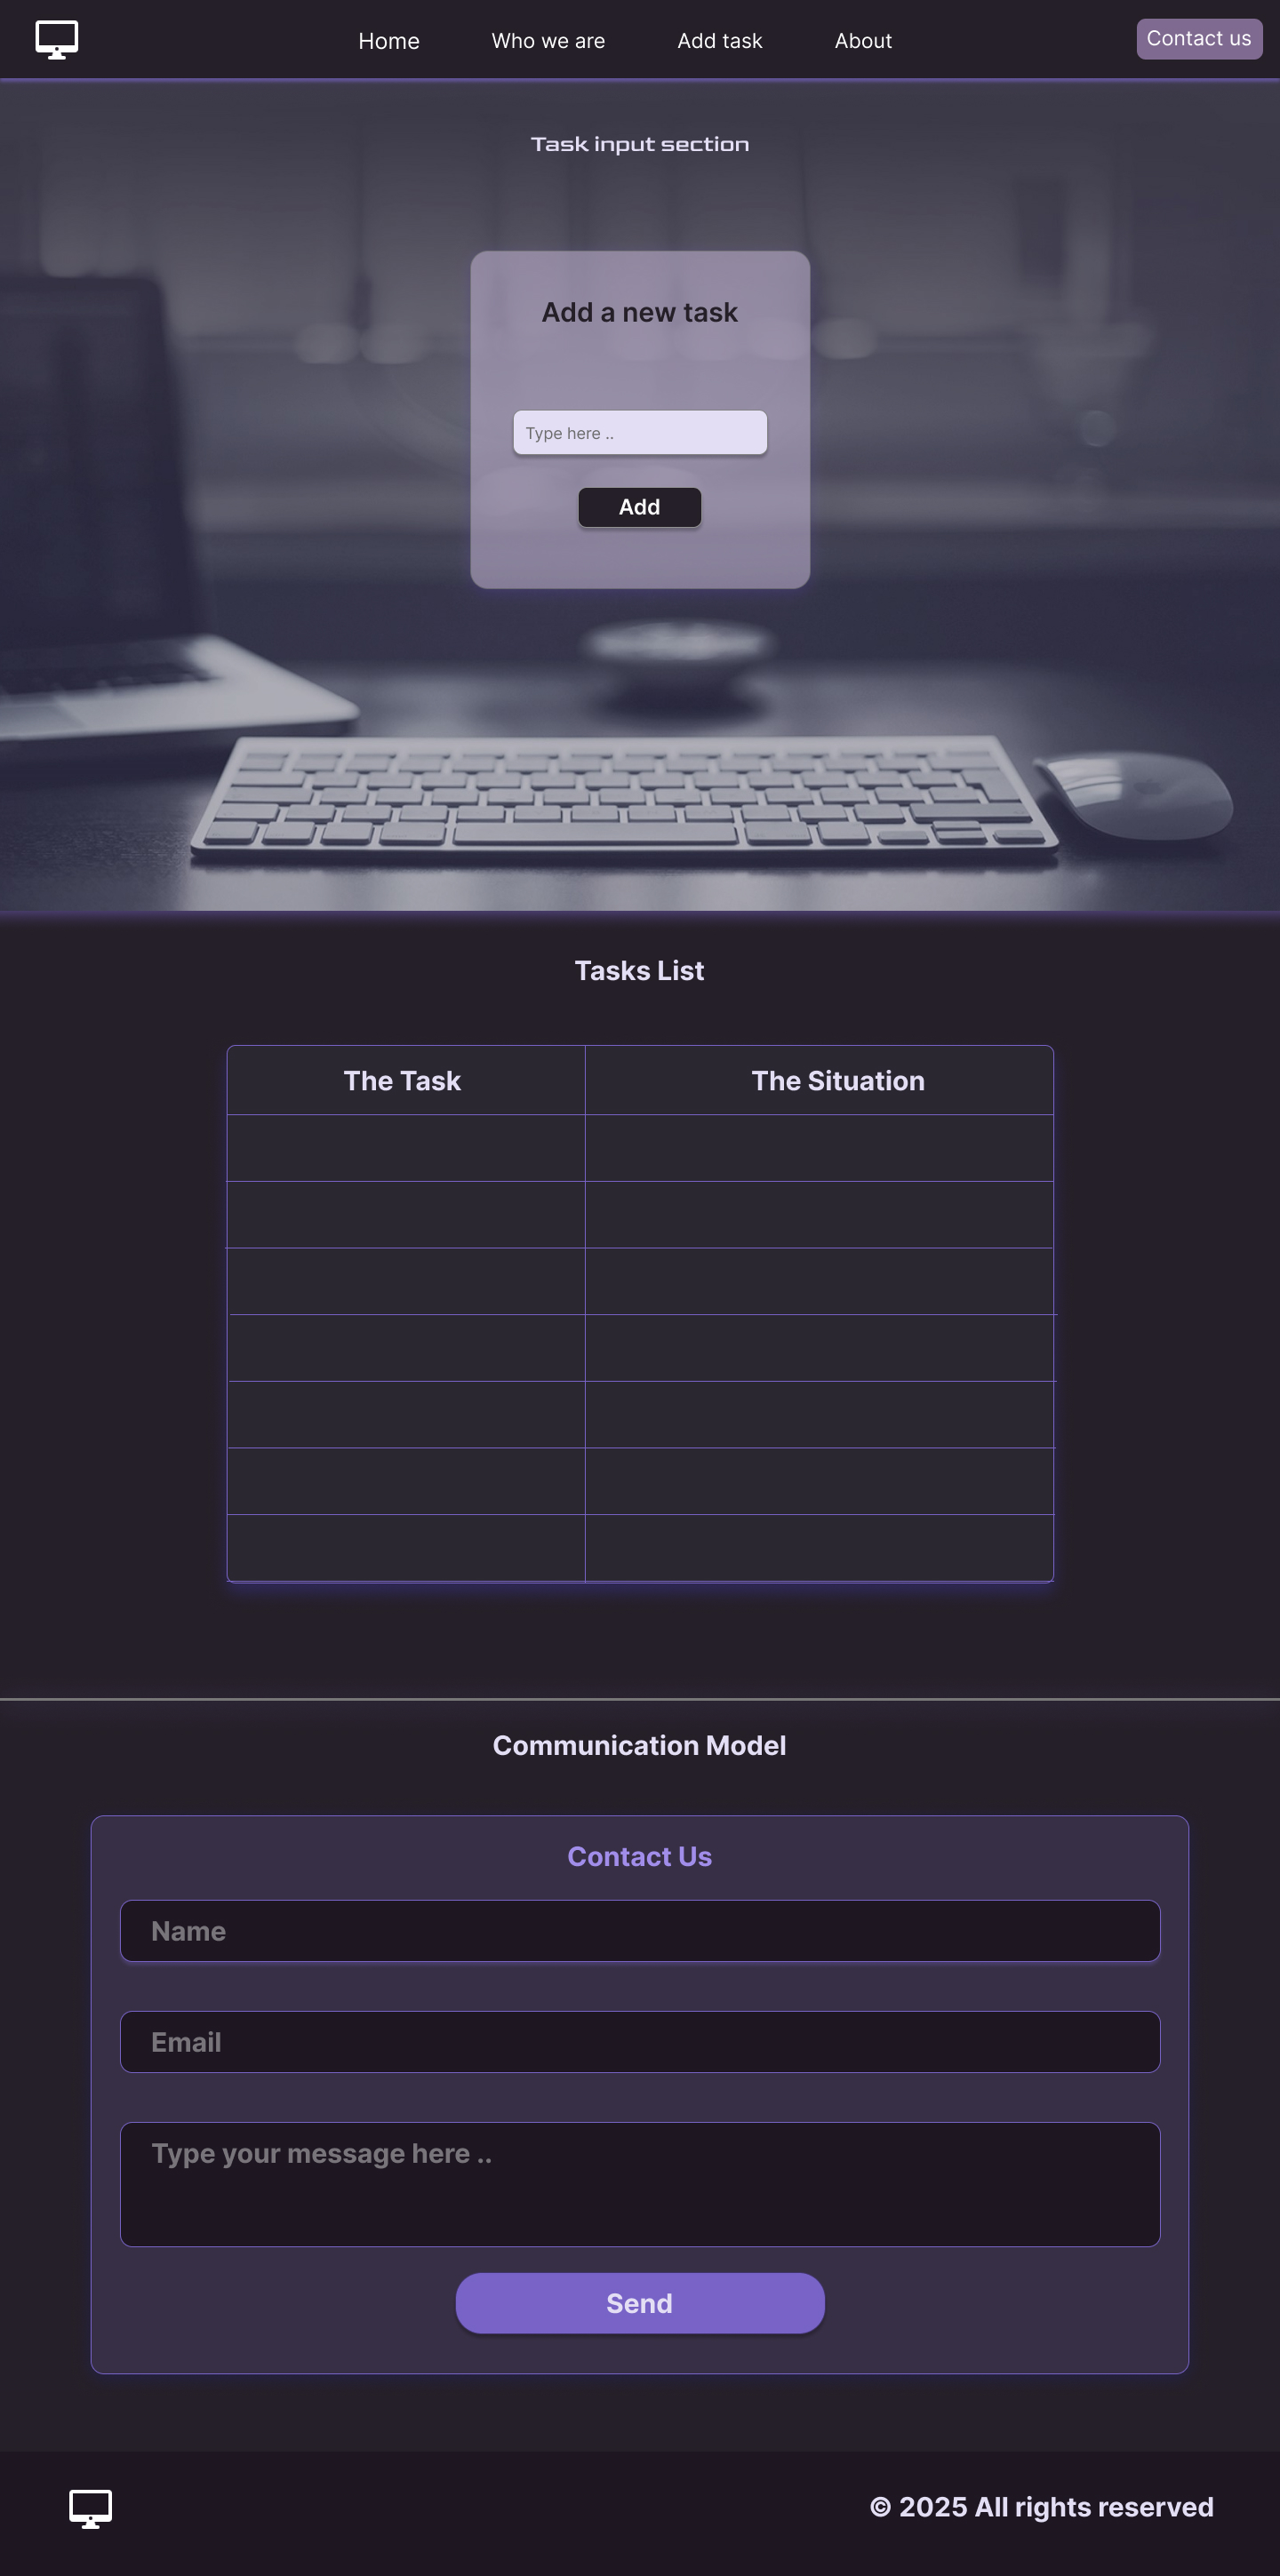 Home
Who we are
Add task
About
Contact us
Task input section
Add a new task
Type here ..
Add
Tasks List
The Task
The Situation
Communication Model
Contact Us
Name
Email
Type your message here ..
Send
© 2025 All rights reserved